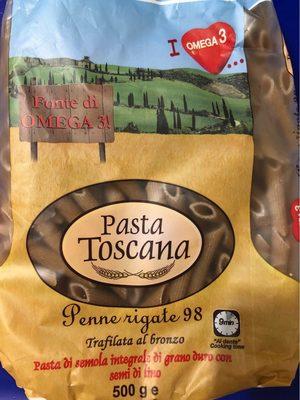 I OMEGA 3
Fonte di
OMEGA 3!
Pasta
Toscana
Penne rigate 98
Trafilata al bronzo
9min
"Al dente"
Cooking time
Pasta di semola integrale di grano duro con
semi di lino
500 g e